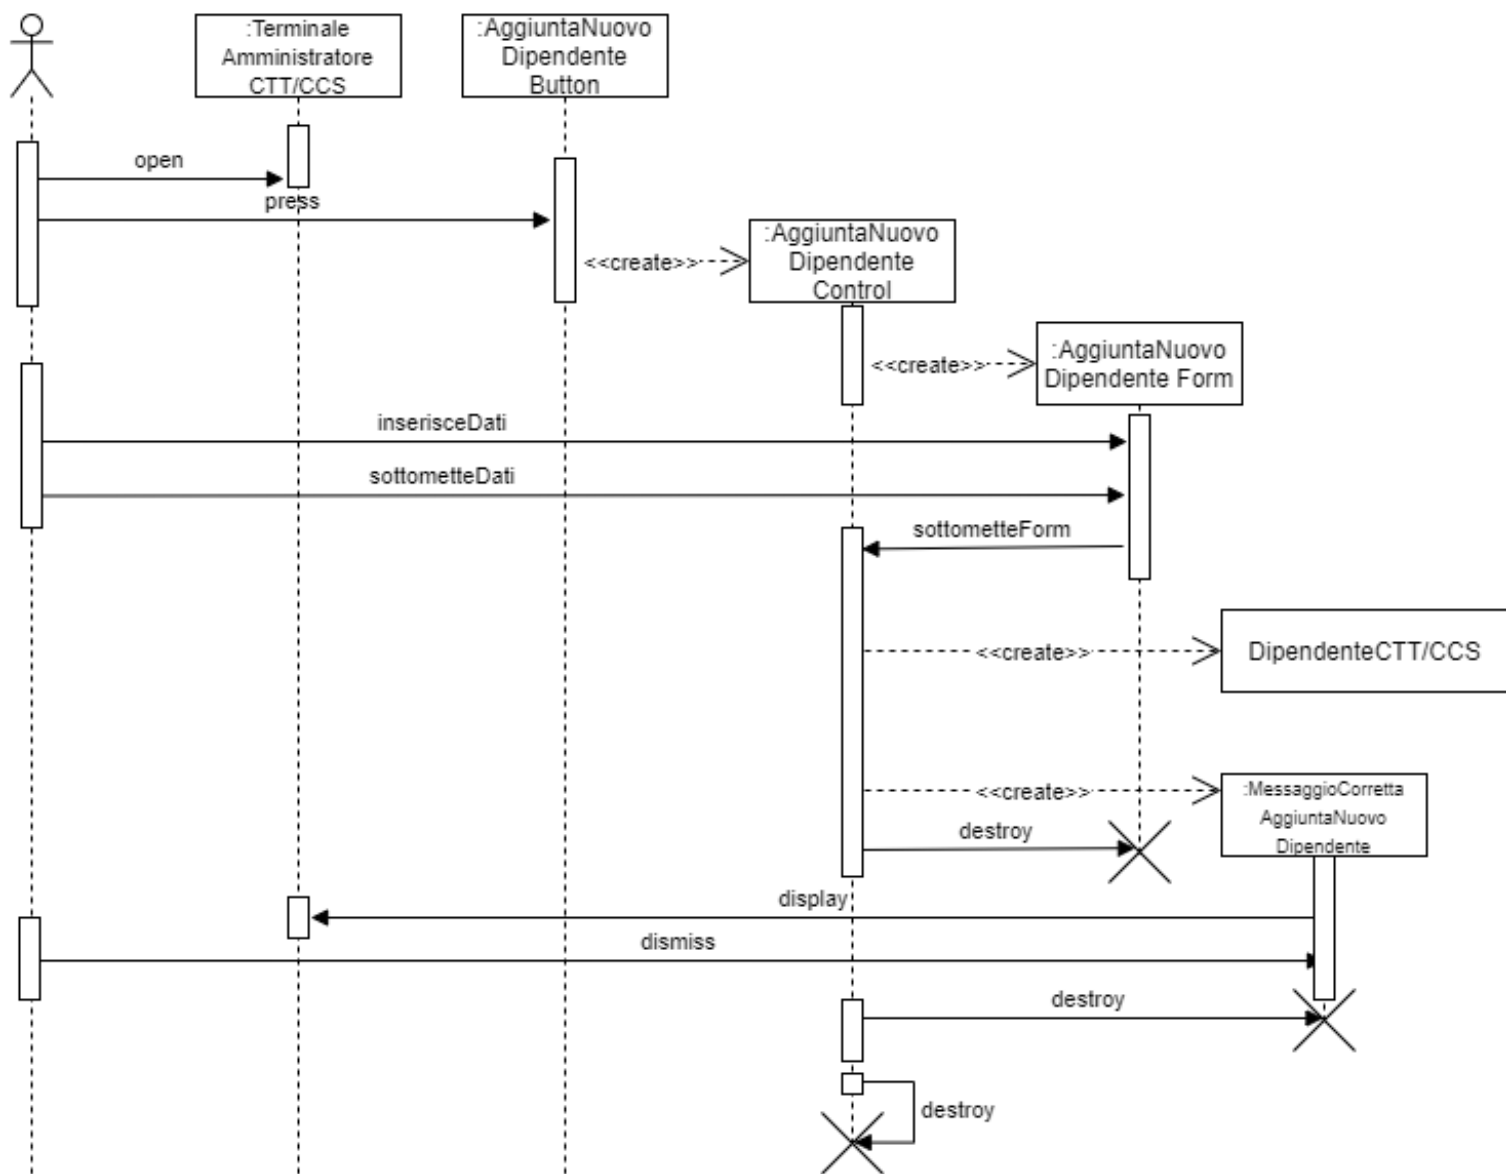 :Terminale
Amministratore
CTT/CCS
:AggiuntaNuovo
Dipendente
Button
open
press
<<create>>
:AggiuntaNuovo
Dipendente
Control
<<create>>
:AggiuntaNuovo
Dipendente Form
inserisceDati
sottometteDati
sottometteForm
<<create>>
DipendenteCTT/CCS
<<create>>
:MessaggioCorretta
AggiuntaNuovo
Dipendente
destroy
display
dismiss
destroy
destroy